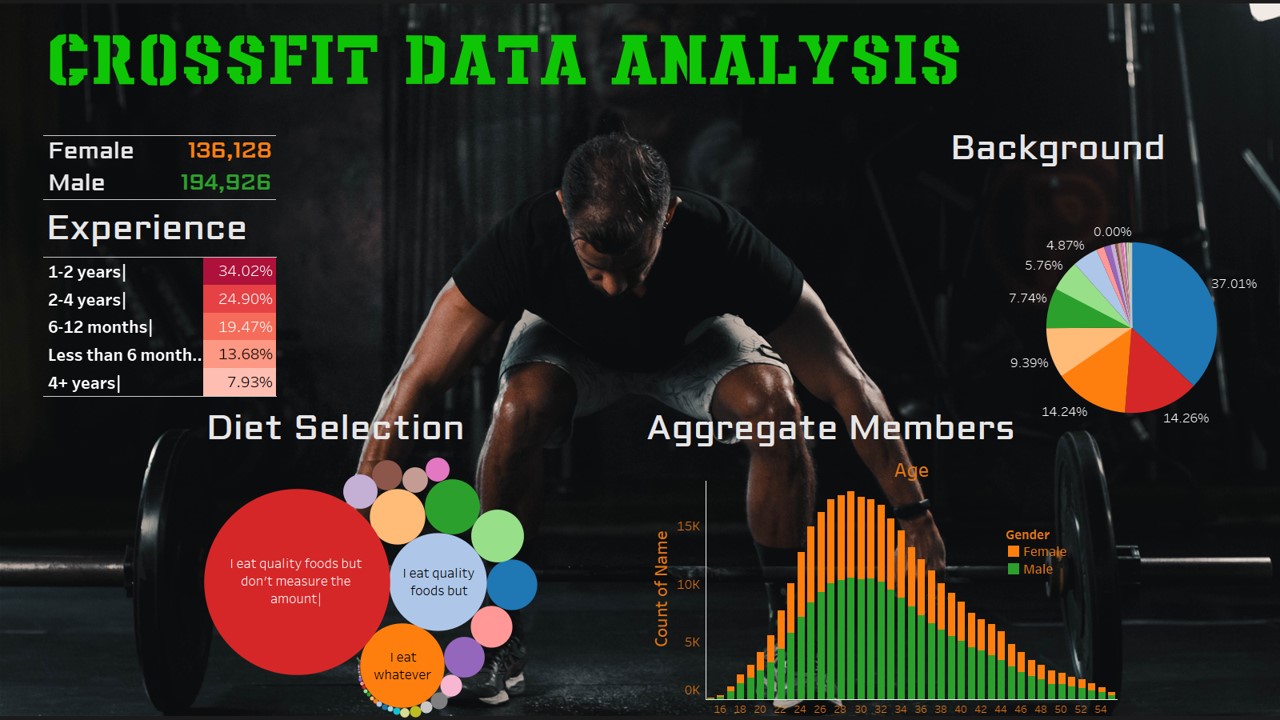 CROSSFIT DATA ANALYSIS
Female 136,128
Male 194,926
Experience
1-2 years| 34.02%
2-4 years| 24.90%
6-12 months| 19.47%
Less than 6 month.. 13.68%
4+ years| 7.93%
Background
0.00%
4.87%
5.76%
7.74%
9.39%
14.24%
14.26%
37.01%
Diet Selection
I eat quality foods but
don't measure the
amount|
I eat quality
foods but
I eat
whatever
Aggregate Members
Age
Count of Name
15K
10K
5K
0K
16 18 20 22 24 26 28 30 32 34 36 38 40 42 44 46 48 50 52 54
Gender
Female
Male